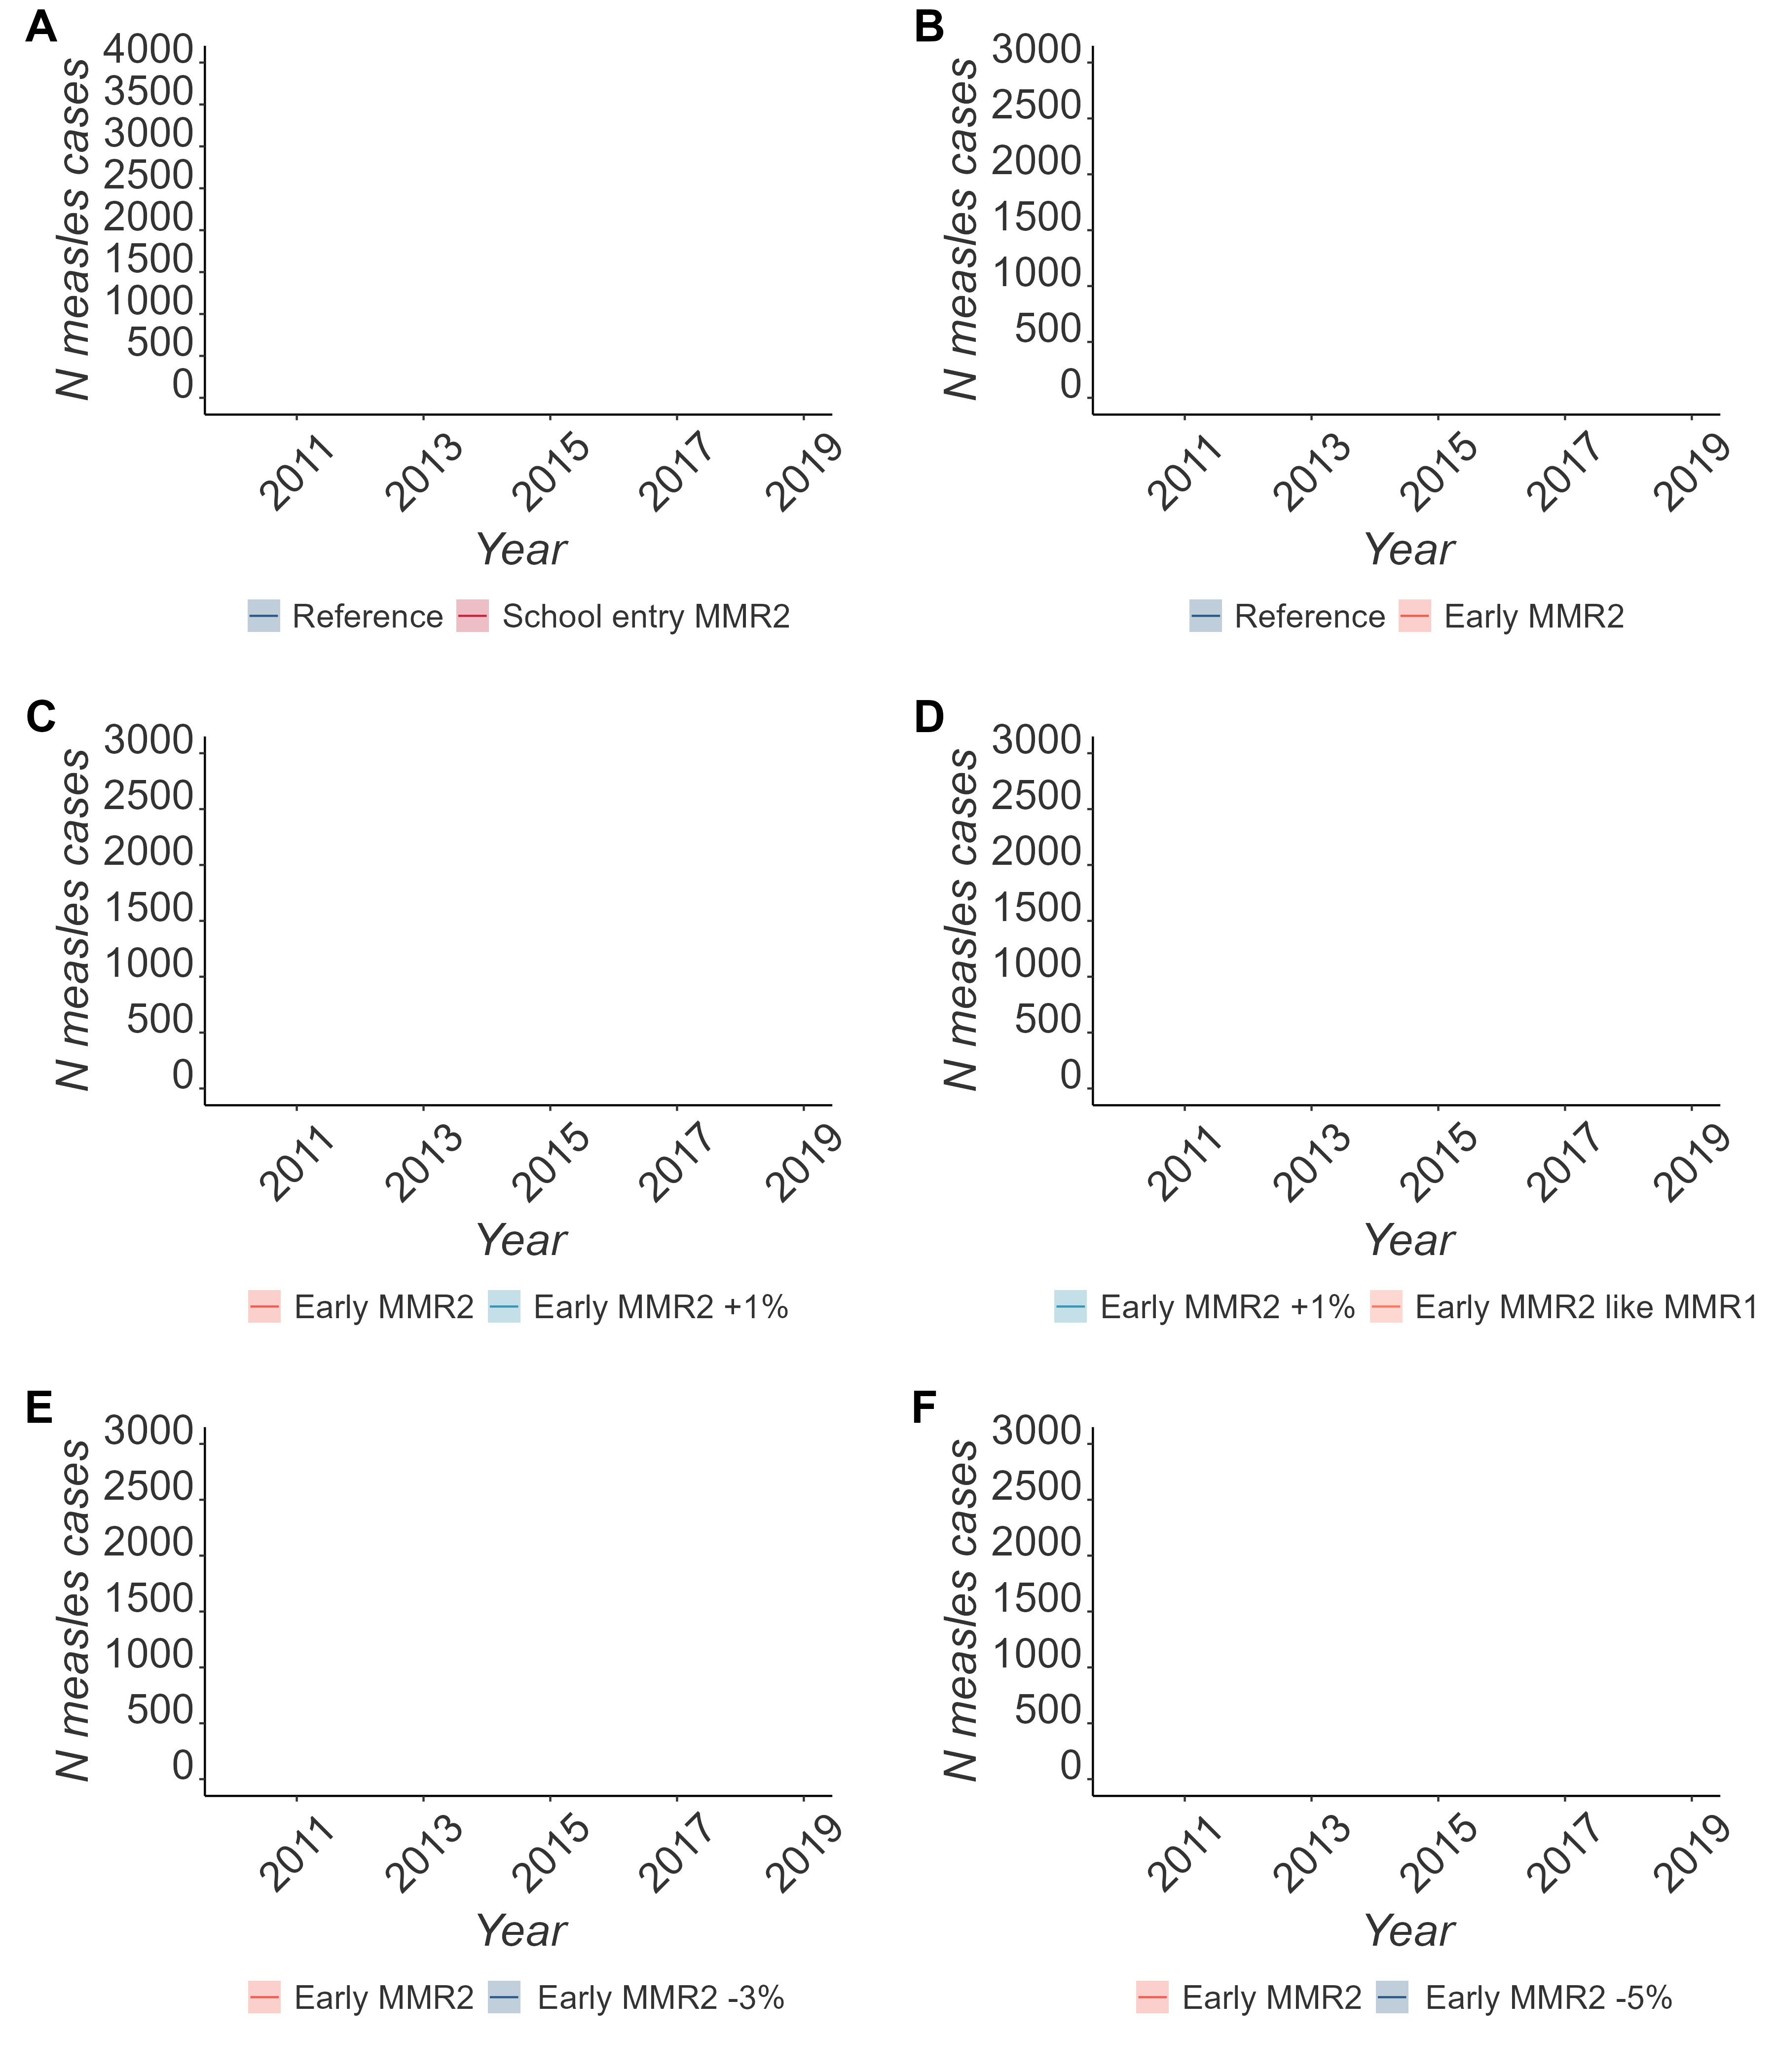 A
N measles cases
4000
3500
3000
2500
2000
1500
1000
500
0
2011 2013 2015 2017 2019
Year
Reference School entry MMR2
B
N measles cases
3000
2500
2000
1500
1000
500
0
2011 2013 2015 2017 2019
Year
Reference Early MMR2
C
N measles cases
3000
2500
2000
1500
1000
500
0
2011 2013 2015 2017 2019
Year
Early MMR2 Early MMR2 +1%
D
N measles cases
3000
2500
2000
1500
1000
500
0
2011 2013 2015 2017 2019
Year
Early MMR2 +1% Early MMR2 like MMR1
E
N measles cases
3000
2500
2000
1500
1000
500
0
2011 2013 2015 2017 2019
Year
Early MMR2 Early MMR2 -3%
F
N measles cases
3000
2500
2000
1500
1000
500
0
2011 2013 2015 2017 2019
Year
Early MMR2 Early MMR2 -5%